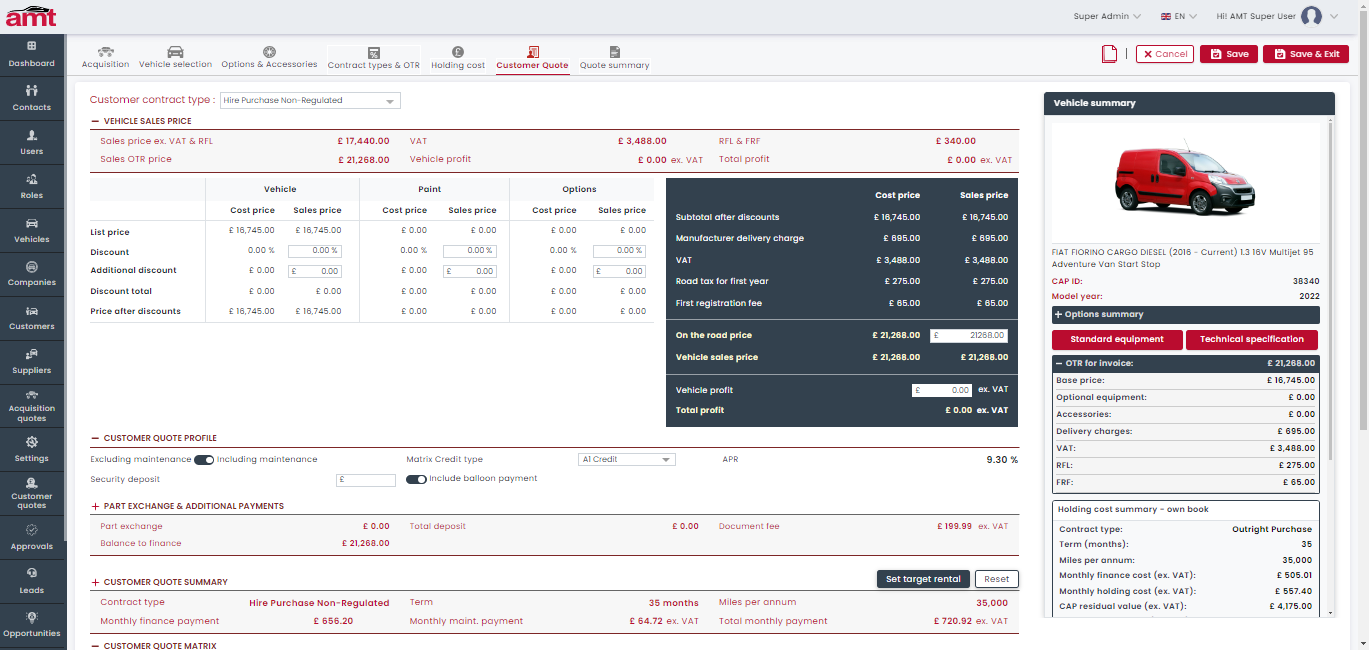 amt
Super Admin
EN
Hi! AMT Super User
Dashboard
Contacts
Users
Roles
Vehicles
Companies
Customers
Suppliers
Acquisition
quotes
Settings
Customer
quotes
Approvals
Leads
Opportunities
Acquisition Vehicle selection Options & Accessories Contract types & OTR Holding cost Customer Quote Quote summary
Cancel Save Save & Exit
Customer contract type : Hire Purchase Non-Regulated
VEHICLE SALES PRICE
Sales price ex. VAT & RFL £ 17,440.00 VAT £ 3,488.00 RFL & FRF £ 340.00
Sales OTR price £ 21,268.00 Vehicle profit £ 0.00 ex. VAT Total profit £ 0.00 ex. VAT
Vehicle Paint Options
Cost price Sales price Cost price Sales price Cost price Sales price
List price £ 16,745.00 £ 16,745.00 £ 0.00 £ 0.00 £ 0.00 £ 0.00
Discount 0.00 % 0.00 % 0.00 % 0.00 % 0.00 % 0.00 %
Additional discount £ 0.00 £ 0.00 £ 0.00 £ 0.00 £ 0.00 £ 0.00
Discount total £ 0.00 £ 0.00 £ 0.00 £ 0.00 £ 0.00 £ 0.00
Price after discounts £ 16,745.00 £ 16,745.00 £ 0.00 £ 0.00 £ 0.00 £ 0.00
Cost price Sales price
Subtotal after discounts £ 16,745.00 £ 16,745.00
Manufacturer delivery charge £ 695.00 £ 695.00
VAT £ 3,488.00 £ 3,488.00
Road tax for first year £ 275.00 £ 275.00
First registration fee £ 65.00 £ 65.00
On the road price £ 21,268.00 £ 21268.00
Vehicle sales price £ 21,268.00 £ 21,268.00
Vehicle profit £ 0.00 ex. VAT
Total profit £ 0.00 ex. VAT
CUSTOMER QUOTE PROFILE
Excluding maintenance Including maintenance Matrix Credit type A1 Credit APR 9.30 %
Security deposit £ Include balloon payment
PART EXCHANGE & ADDITIONAL PAYMENTS
Part exchange £ 0.00 Total deposit £ 0.00 Document fee £ 199.99 ex. VAT
Balance to finance £ 21,268.00
CUSTOMER QUOTE SUMMARY Set target rental Reset
Contract type Hire Purchase Non-Regulated Term 35 months Miles per annum 35,000
Monthly finance payment £ 656.20 Monthly maint. payment £ 64.72 ex. VAT Total monthly payment £ 720.92 ex. VAT
CUSTOMER QUOTE MATRIX
Vehicle summary
FIAT FIORINO CARGO DIESEL (2016 - Current) 1.3 16V Multijet 95
Adventure Van Start Stop
CAP ID: 38340
Model year: 2022
Options summary
Standard equipment Technical specification
OTR for invoice: £ 21,268.00
Base price: £ 16,745.00
Optional equipment: £ 0.00
Accessories: £ 0.00
Delivery charges: £ 695.00
VAT: £ 3,488.00
RFL: £ 275.00
FRF: £ 65.00
Holding cost summary - own book
Contract type: Outright Purchase
Term (months): 35
Miles per annum: 35,000
Monthly finance cost (ex. VAT): £ 505.01
Monthly holding cost (ex. VAT): £ 557.40
CAP residual value (ex. VAT): £ 4,175.00